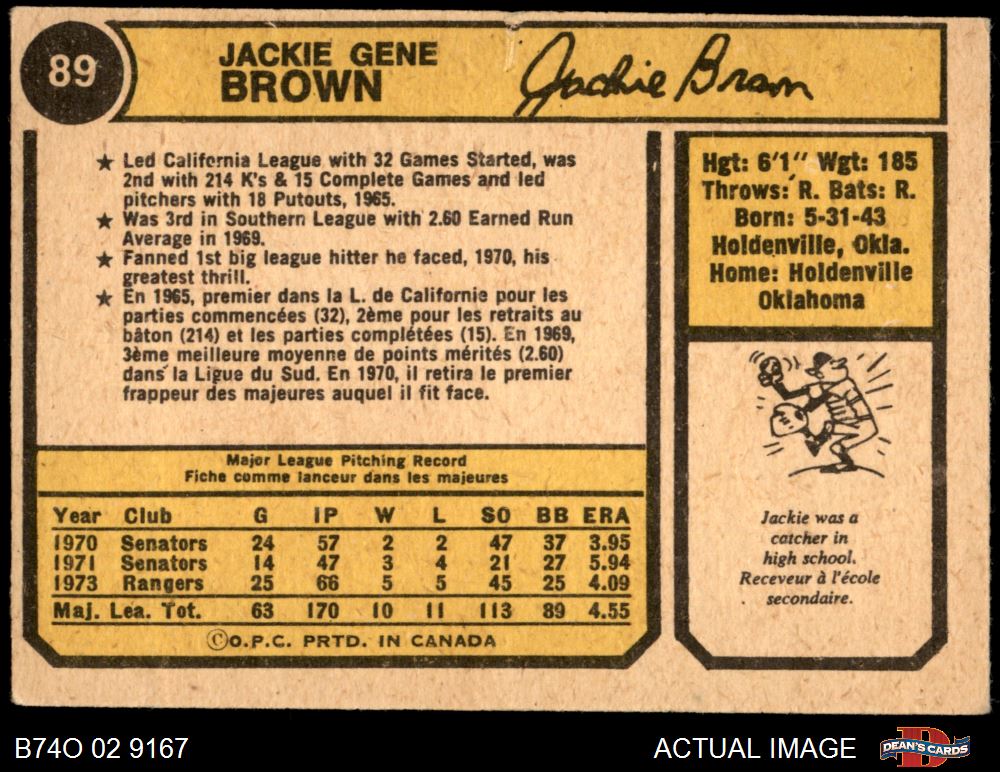 89
JACKIE GENE
BROWN
Jackie Brown
★ Led California League with 32 Games Started, was
2nd with 214 K's & 15 Complete Games and led
pitchers with 18 Putouts, 1965.
★ Was 3rd in Southern League with 2.60 Earned Run
Average in 1969.
★ Fanned 1st big league hitter he faced, 1970, his
greatest thrill.
★ En 1965, premier dans la L. de Californie pour les
parties commencées (32), 2ème pour les retraits au
bâton (214) et les parties complétées (15). En 1969,
3ème meilleure moyenne de points mérités (2.60)
dans la Ligue du Sud. En 1970, il retira le premier
frappeur des majeures auquel il fit face.
Hgt: 6'1" Wgt: 185
Throws: R. Bats: R.
Born: 5-31-43
Holdenville, Okla.
Home: Holdenville
Oklahoma
Major League Pitching Record
Fiche comme lanceur dans les majeures
Year Club G IP W L SO BB ERA
1970 Senators 24 57 2 2 47 37 3.95
1971 Senators 14 47 3 4 21 27 5.94
1973 Rangers 25 66 5 5 45 25 4.09
Maj. Lea. Tot. 63 170 10 11 113 89 4.55
©O.P.C. PRTD. IN CANADA
Jackie was a
catcher in
high school.
Receveur à l'école
secondaire.
B74O 02 9167
ACTUAL IMAGE
D
DEAN'S CARDS